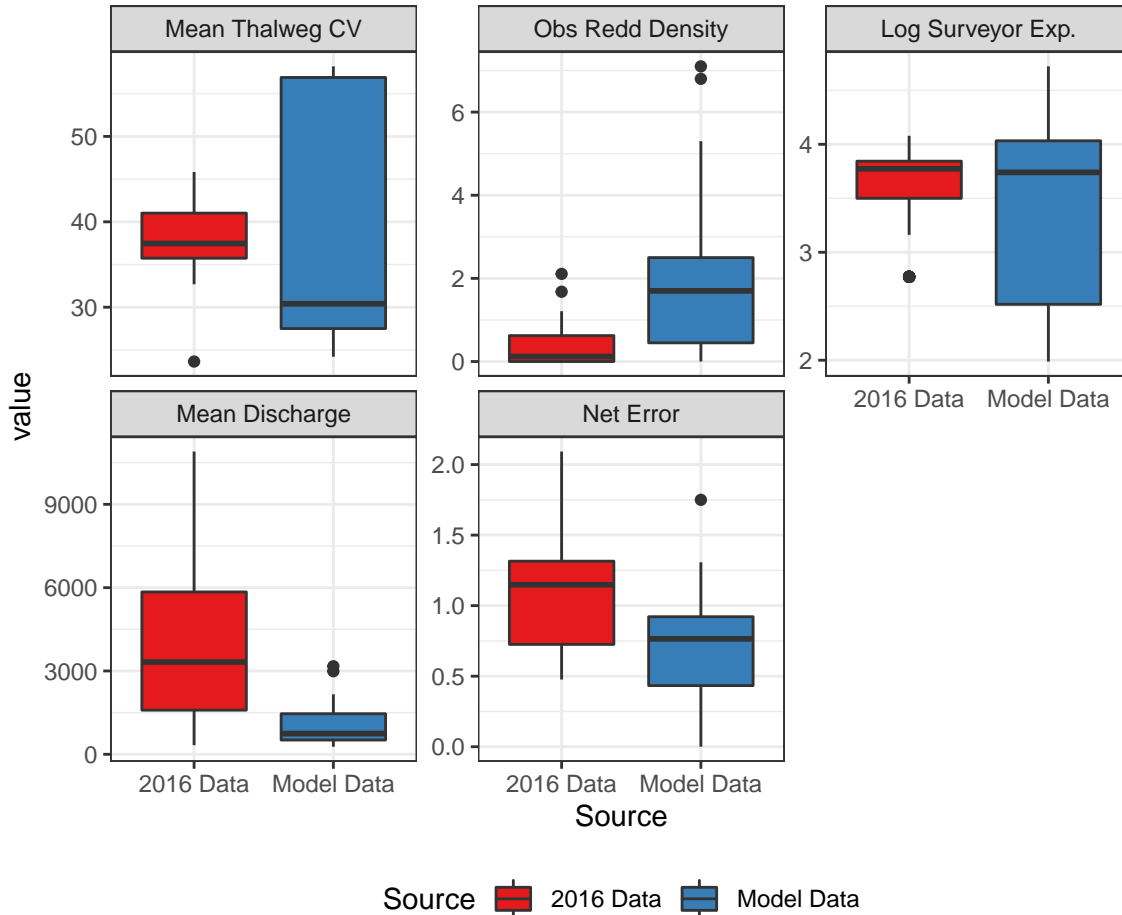 Mean Thalweg CV Obs Redd Density Log Surveyor Exp.
50
40
30
6
4
2
0
4
3
2
2016 Data Model Data
value
Mean Discharge Net Error
9000
6000
3000
0
2.0
1.5
1.0
0.5
0.0
2016 Data Model Data 2016 Data Model Data
Source
Source 2016 Data Model Data